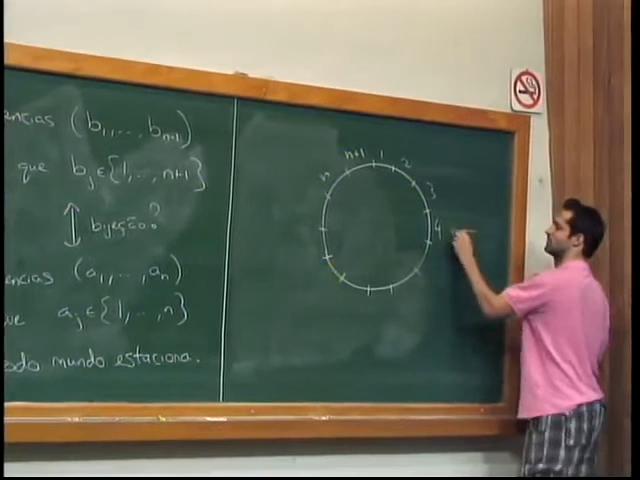 ências (b1,...,bn+1)
que bj ∈ {1,...,n+1}
↕ bijeção?
ências (a1,...,an)
ue aj ∈ {1,...,n}
odo mundo estaciona.
n n+1 1 2 3 4